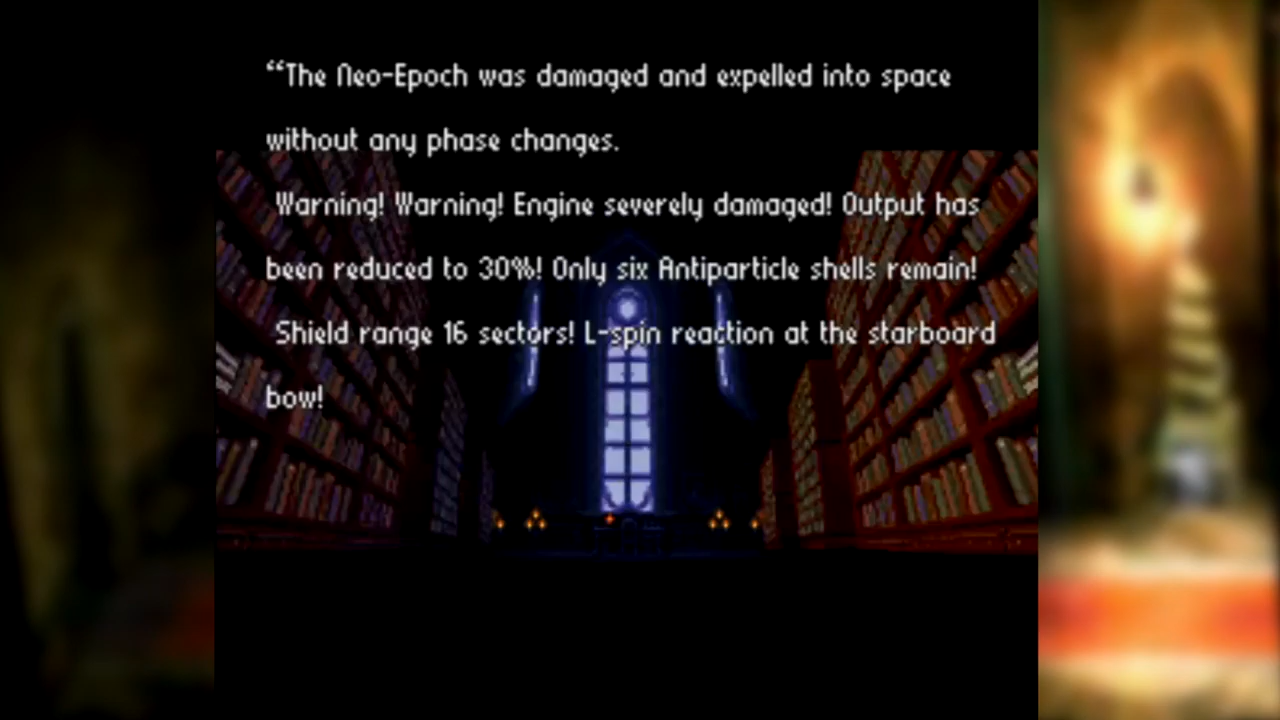 “The Neo-Epoch was damaged and expelled into space
without any phase changes.
Warning! Warning! Engine severely damaged! Output has
been reduced to 30%! Only six Antiparticle shells remain!
Shield range 16 sectors! L-spin reaction at the starboard
bow!